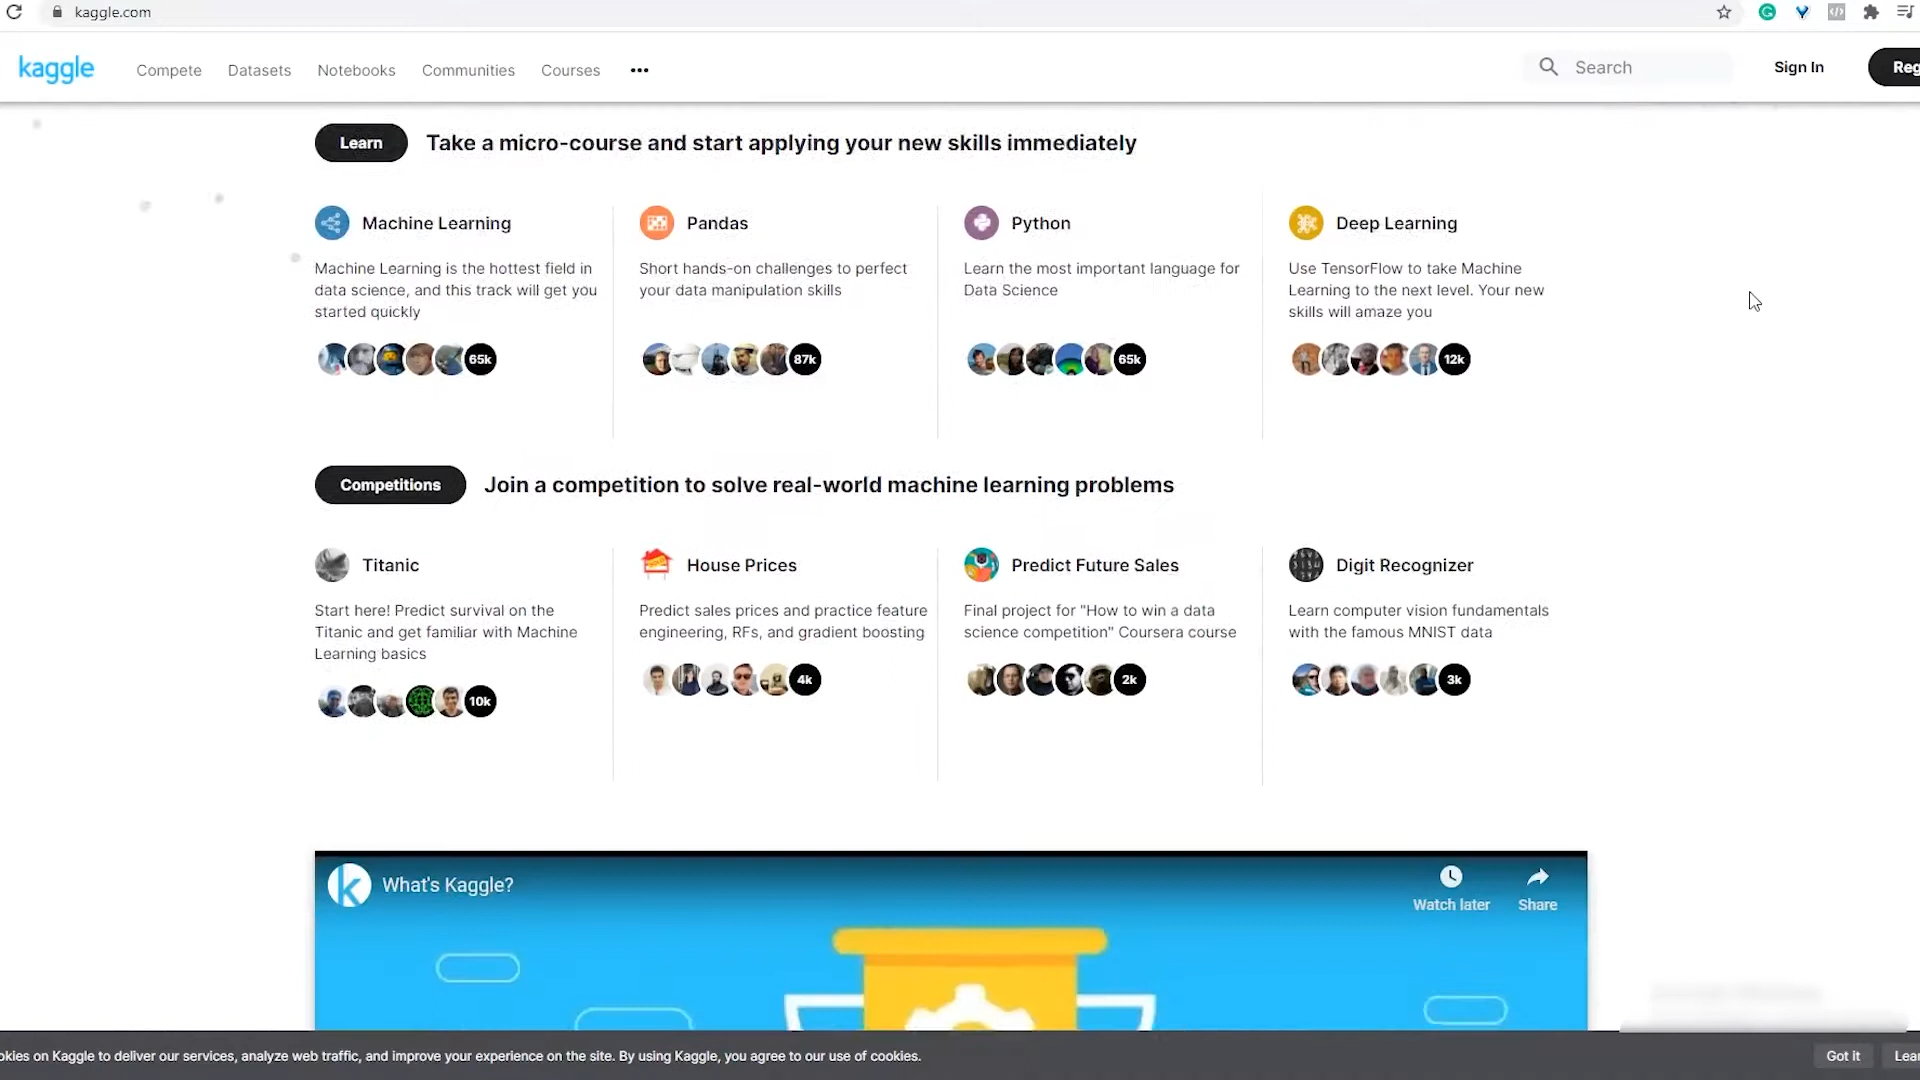 kaggle.com
kaggle Compete Datasets Notebooks Communities Courses ••• Search Sign In Reg
Learn Take a micro-course and start applying your new skills immediately
Machine Learning
Machine Learning is the hottest field in
data science, and this track will get you
started quickly
65k
Pandas
Short hands-on challenges to perfect
your data manipulation skills
87k
Python
Learn the most important language for
Data Science
65k
Deep Learning
Use TensorFlow to take Machine
Learning to the next level. Your new
skills will amaze you
12k
Competitions Join a competition to solve real-world machine learning problems
Titanic
Start here! Predict survival on the
Titanic and get familiar with Machine
Learning basics
10k
House Prices
Predict sales prices and practice feature
engineering, RFs, and gradient boosting
4k
Predict Future Sales
Final project for "How to win a data
science competition" Coursera course
2k
Digit Recognizer
Learn computer vision fundamentals
with the famous MNIST data
3k
What's Kaggle? Watch later Share
okies on Kaggle to deliver our services, analyze web traffic, and improve your experience on the site. By using Kaggle, you agree to our use of cookies. Got it Lear